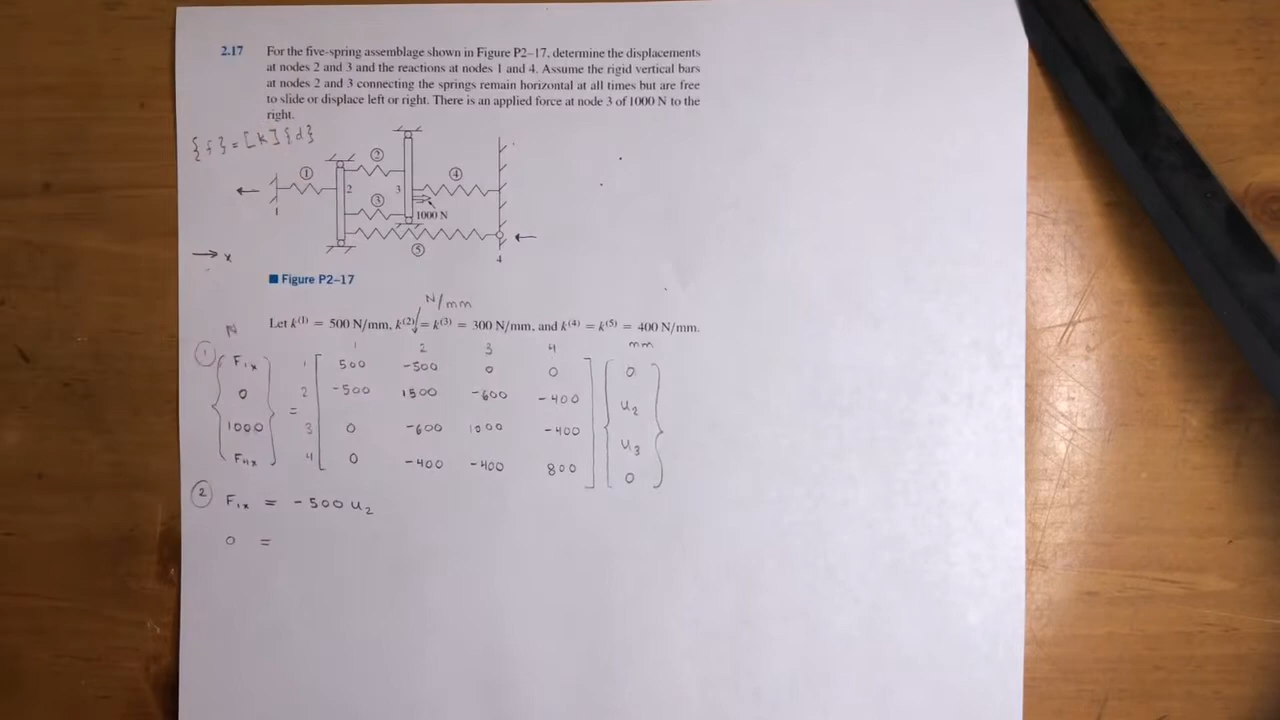 2.17 For the five-spring assemblage shown in Figure P2–17, determine the displacements
at nodes 2 and 3 and the reactions at nodes 1 and 4. Assume the rigid vertical bars
at nodes 2 and 3 connecting the springs remain horizontal at all times but are free
to slide or displace left or right. There is an applied force at node 3 of 1000 N to the
right.
{f} = [k]{d}
① ② ③ ④ ⑤
1 2 3 4
1000 N
→ x
Figure P2–17
N/mm
Let k(1) = 500 N/mm, k(2) = k(3) = 300 N/mm, and k(4) = k(5) = 400 N/mm.
N 1 2 3 4 mm
① F1x 1 500 -500 0 0 0
0 = 2 -500 1500 -600 -400 u2
1000 3 0 -600 1000 -400 u3
F4x 4 0 -400 -400 800 0
② F1x = -500 u2
0 =